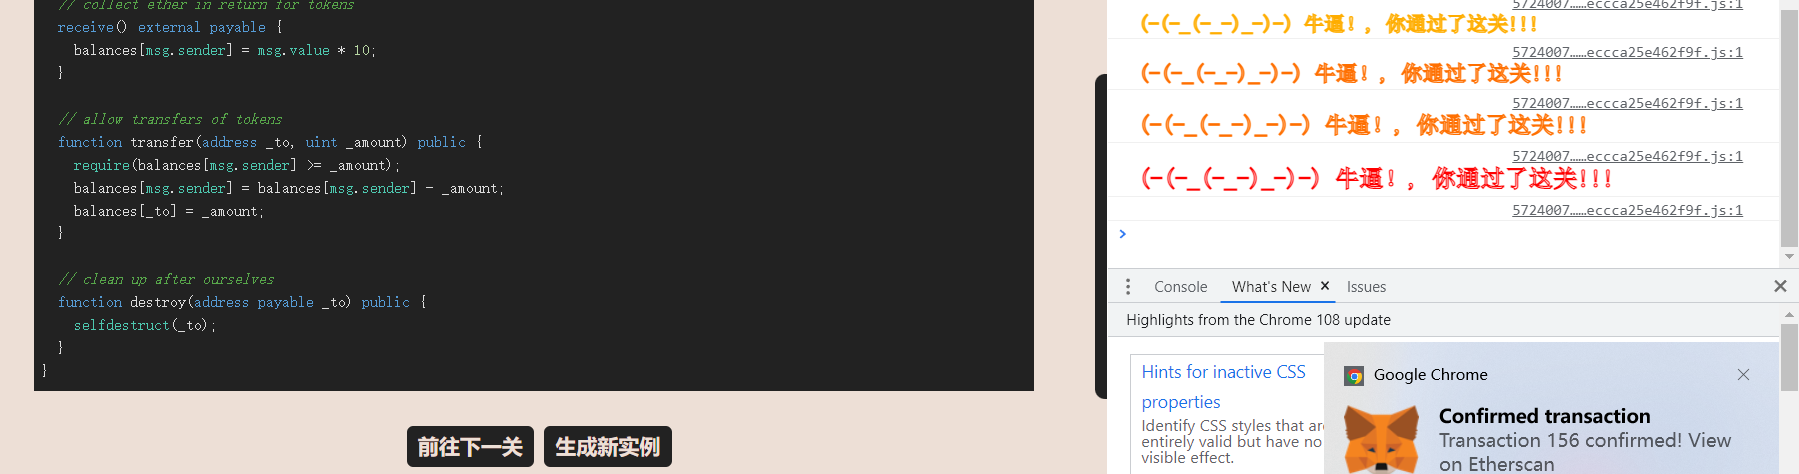 // collect ether in return for tokens
receive() external payable {
balances[msg.sender] = msg.value * 10;
}
// allow transfers of tokens
function transfer(address _to, uint _amount) public {
require(balances[msg.sender] >= _amount);
balances[msg.sender] = balances[msg.sender] - _amount;
balances[_to] = _amount;
}
// clean up after ourselves
function destroy(address payable _to) public {
selfdestruct(_to);
}
}
前往下一关 生成新实例
5724007……eccca25e462f9f.js:1
(-(-_(-_-)_-)-) 牛逼!, 你通过了这关!!!
5724007……eccca25e462f9f.js:1
(-(-_(-_-)_-)-) 牛逼!, 你通过了这关!!!
5724007……eccca25e462f9f.js:1
(-(-_(-_-)_-)-) 牛逼!, 你通过了这关!!!
5724007……eccca25e462f9f.js:1
(-(-_(-_-)_-)-) 牛逼!, 你通过了这关!!!
5724007……eccca25e462f9f.js:1
>
Console What's New × Issues
Highlights from the Chrome 108 update
Hints for inactive CSS
properties
Identify CSS styles that are
entirely valid but have no
visible effect.
Google Chrome
Confirmed transaction
Transaction 156 confirmed! View
on Etherscan